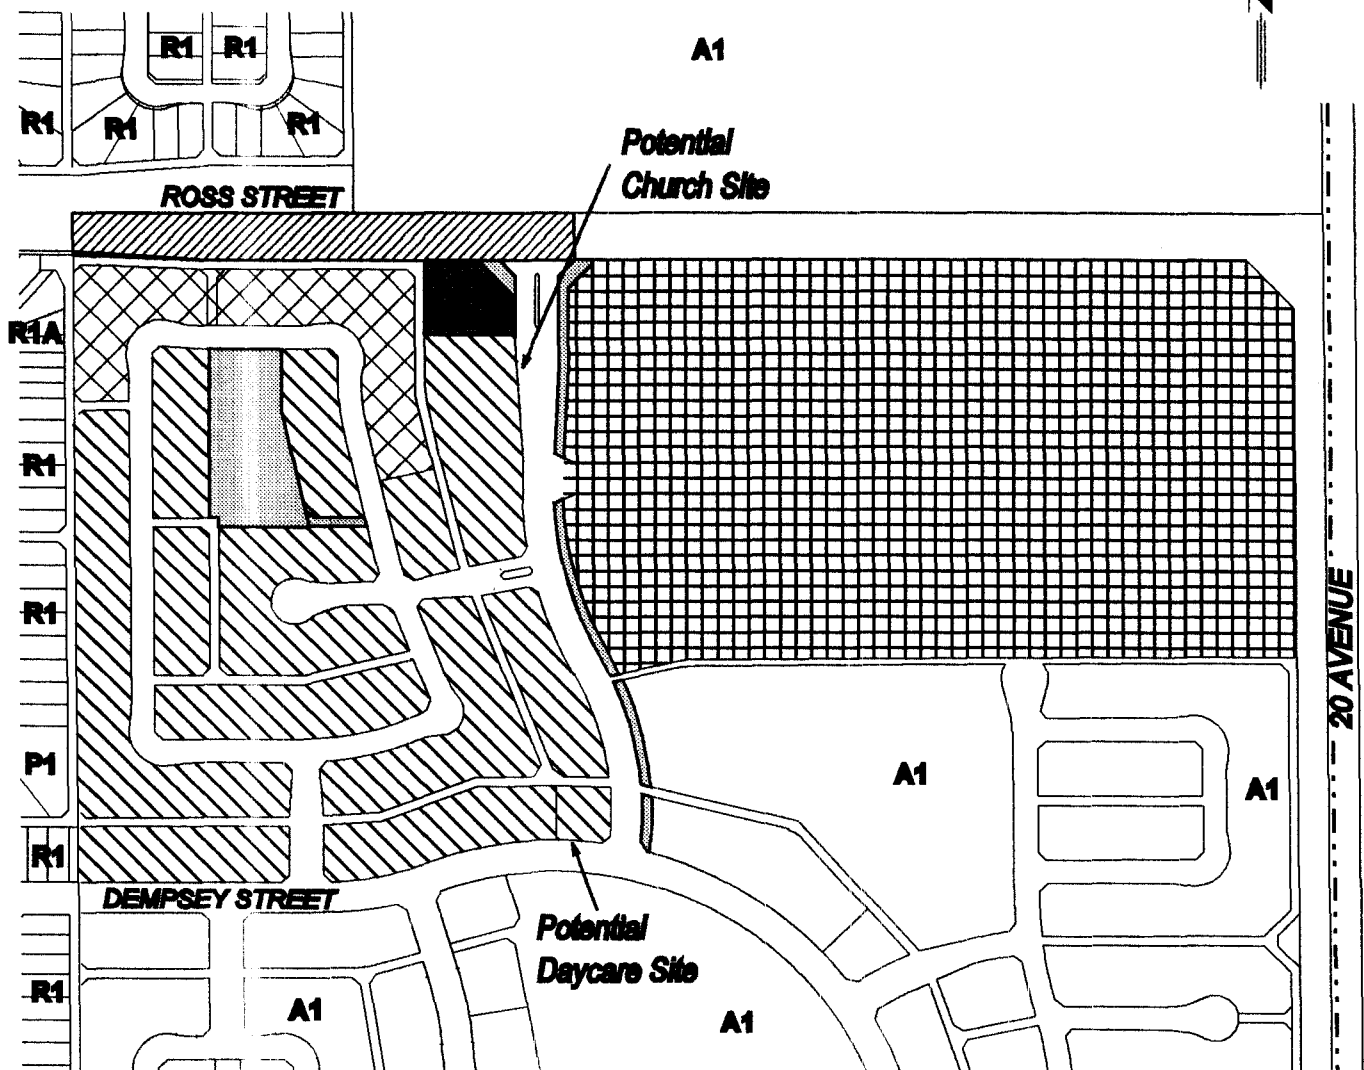 R1
R1
A1
R1
R1
R1
Potential
Church Site
ROSS STREET
R1A
R1
R1
20 AVENUE
P1
A1
A1
R1
DEMPSEY STREET
Potential
Daycare Site
R1
A1
A1